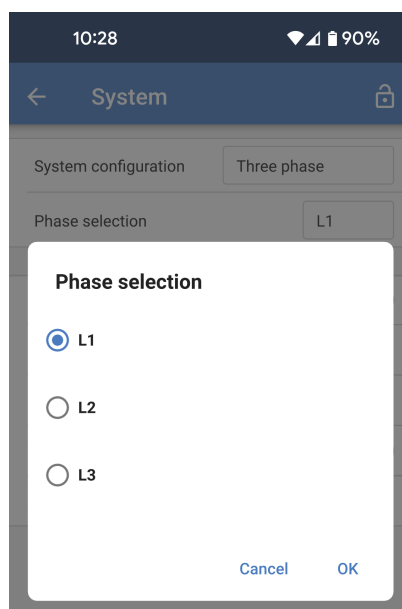 10:28 90%
System
System configuration Three phase
Phase selection L1
Phase selection
L1
L2
L3
Cancel OK